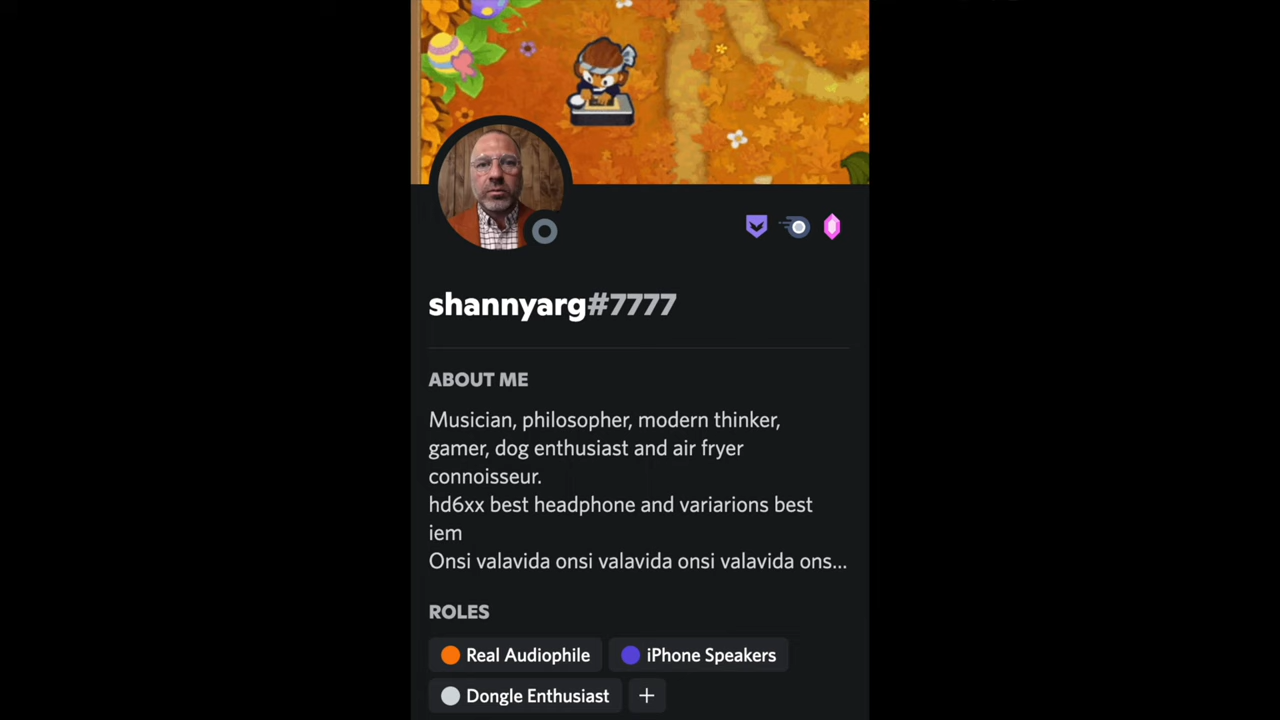 shannyarg#7777
ABOUT ME
Musician, philosopher, modern thinker,
gamer, dog enthusiast and air fryer
connoisseur.
hd6xx best headphone and variarions best
iem
Onsi valavida onsi valavida onsi valavida ons...
ROLES
Real Audiophile
iPhone Speakers
Dongle Enthusiast
+